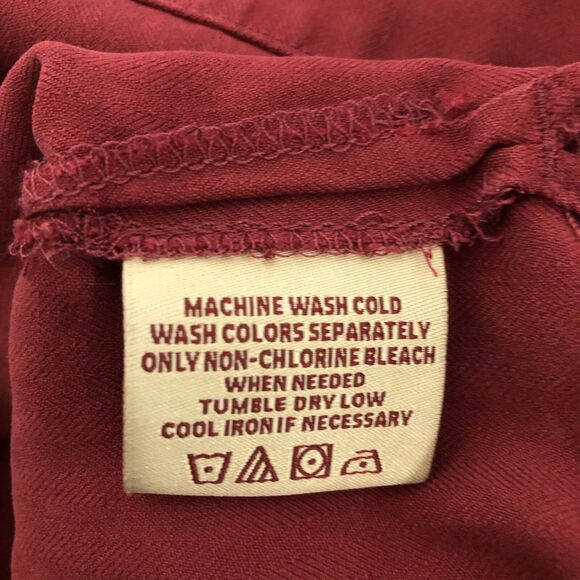 MACHINE WASH COLD
WASH COLORS SEPARATELY
ONLY NON-CHLORINE BLEACH
WHEN NEEDED
TUMBLE DRY LOW
COOL IRON IF NECESSARY